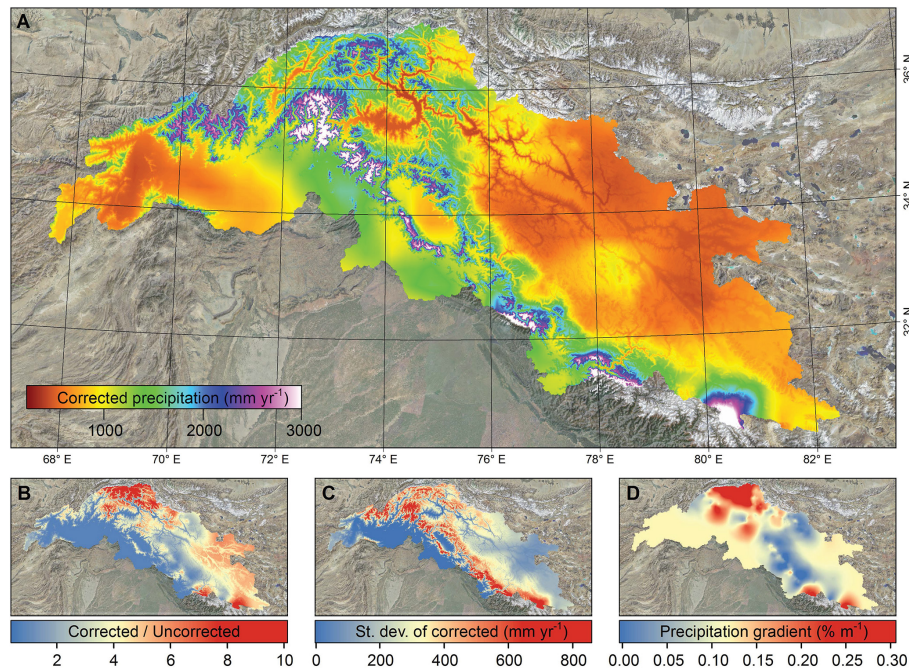 A
36° N
34° N
32° N
Corrected precipitation (mm yr⁻¹)
1000 2000 3000
68° E 70° E 72° E 74° E 76° E 78° E 80° E 82° E
B C D
Corrected / Uncorrected St. dev. of corrected (mm yr⁻¹) Precipitation gradient (% m⁻¹)
2 4 6 8 10 0 200 400 600 800 0.00 0.05 0.10 0.15 0.20 0.25 0.30